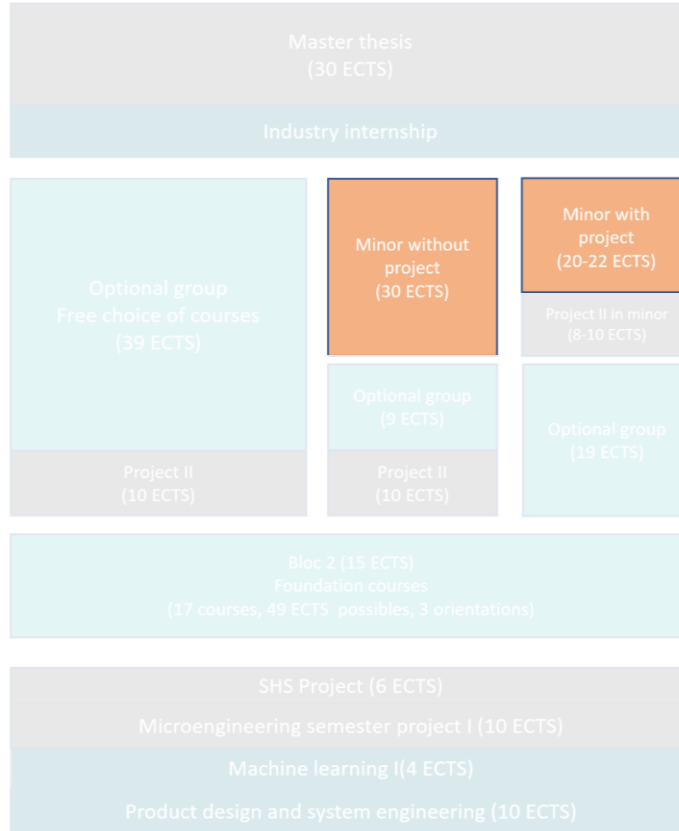 Master thesis
(30 ECTS)
Industry internship
Optional group
Free choice of courses
(39 ECTS)
Project II
(10 ECTS)
Minor without
project
(30 ECTS)
Optional group
(9 ECTS)
Project II
(10 ECTS)
Minor with
project
(20-22 ECTS)
Project II in minor
(8-10 ECTS)
Optional group
(19 ECTS)
Bloc 2 (15 ECTS)
Foundation courses
(17 courses, 49 ECTS possibles, 3 orientations)
SHS Project (6 ECTS)
Microengineering semester project I (10 ECTS)
Machine learning I(4 ECTS)
Product design and system engineering (10 ECTS)